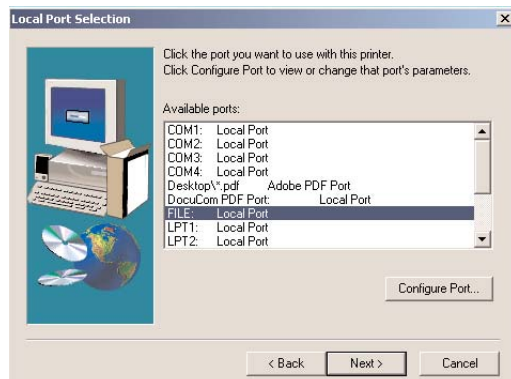 Local Port Selection
Click the port you want to use with this printer.
Click Configure Port to view or change that port's parameters.
Available ports:
COM1: Local Port
COM2: Local Port
COM3: Local Port
COM4: Local Port
Desktop\*.pdf Adobe PDF Port
DocuCom PDF Port: Local Port
FILE: Local Port
LPT1: Local Port
LPT2: Local Port
Configure Port...
< Back Next > Cancel